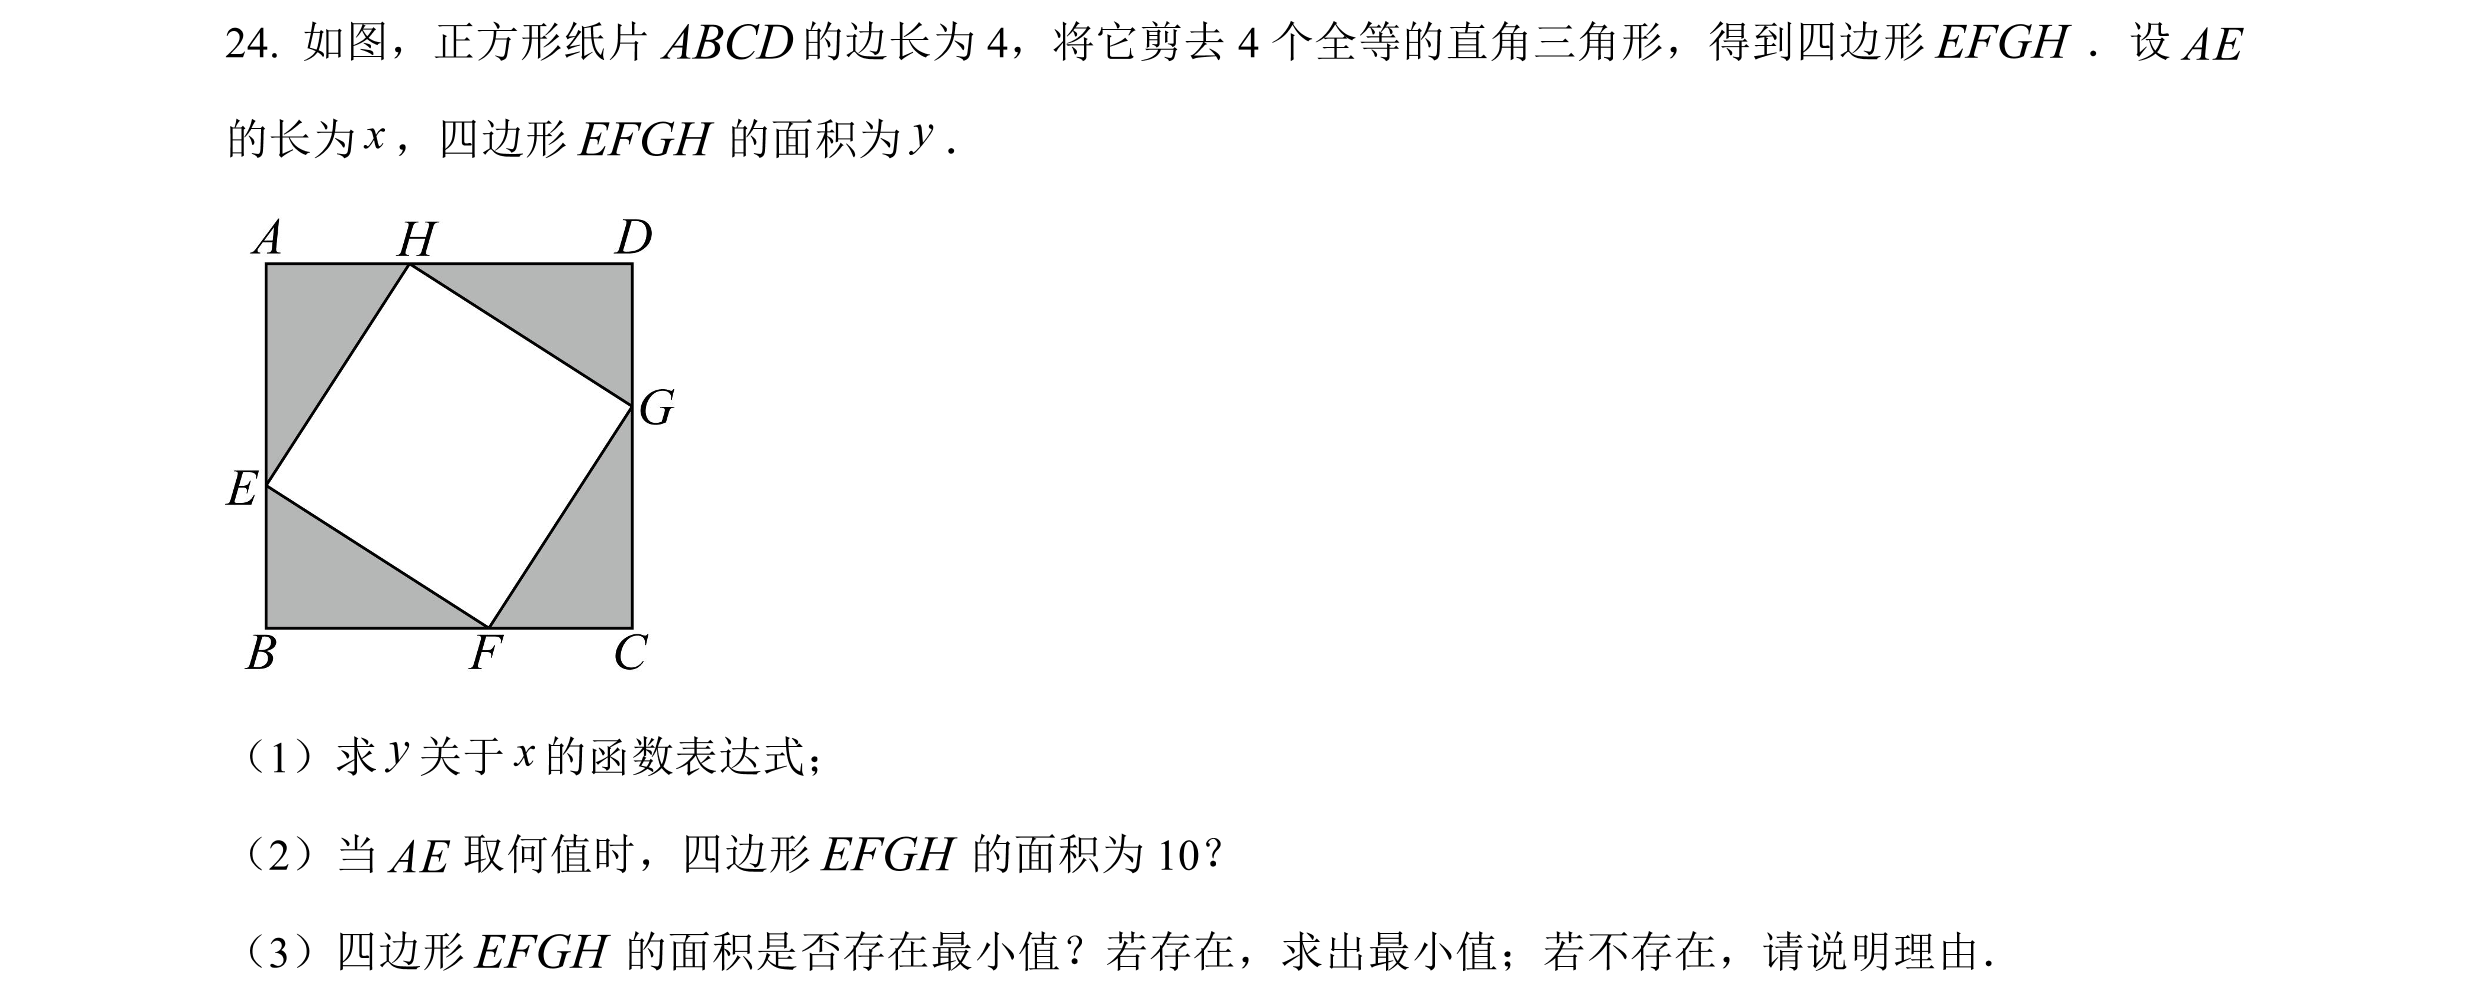 24. 如图，正方形纸片 ABCD 的边长为 4，将它剪去 4 个全等的直角三角形，得到四边形 EFGH．设 AE
的长为 x，四边形 EFGH 的面积为 y．
A H D
G
E
B F C
（1）求 y 关于 x 的函数表达式；
（2）当 AE 取何值时，四边形 EFGH 的面积为 10？
（3）四边形 EFGH 的面积是否存在最小值？若存在，求出最小值；若不存在，请说明理由．